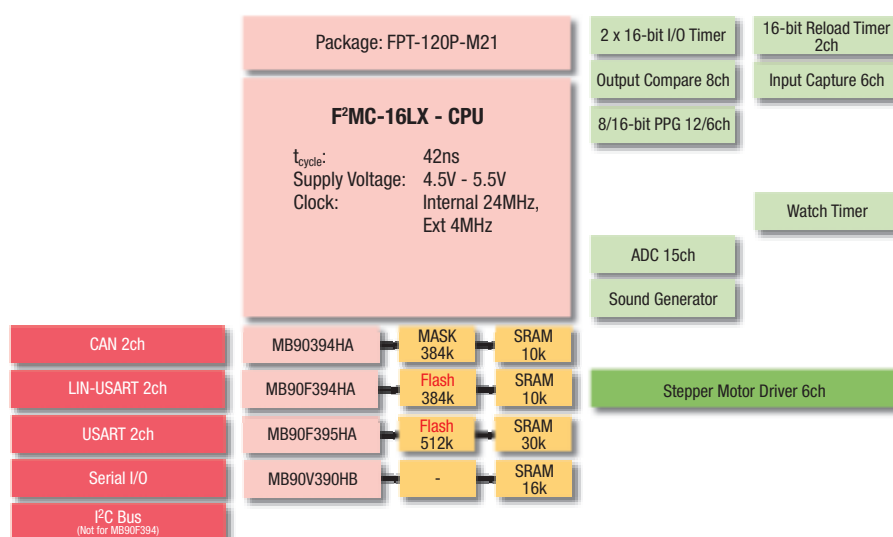 Package: FPT-120P-M21
F²MC-16LX - CPU
tcycle: 42ns
Supply Voltage: 4.5V - 5.5V
Clock: Internal 24MHz,
Ext 4MHz
2 x 16-bit I/O Timer
16-bit Reload Timer
2ch
Output Compare 8ch
Input Capture 6ch
8/16-bit PPG 12/6ch
Watch Timer
ADC 15ch
Sound Generator
CAN 2ch
MB90394HA
MASK
384k
SRAM
10k
LIN-USART 2ch
MB90F394HA
Flash
384k
SRAM
10k
Stepper Motor Driver 6ch
USART 2ch
MB90F395HA
Flash
512k
SRAM
30k
Serial I/0
MB90V390HB
-
SRAM
16k
I²C Bus
(Not for MB90F394)